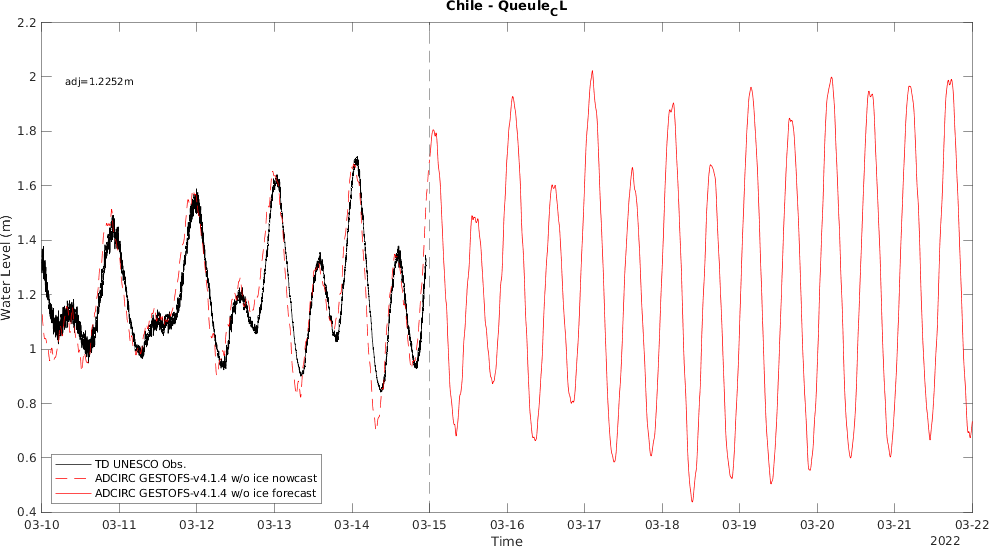 Chile - Queule_CL
2.2
2
1.8
1.6
1.4
1.2
1
0.8
0.6
0.4
Water Level (m)
adj=1.2252m
TD UNESCO Obs.
ADCIRC GESTOFS-v4.1.4 w/o ice nowcast
ADCIRC GESTOFS-v4.1.4 w/o ice forecast
03-10 03-11 03-12 03-13 03-14 03-15 03-16 03-17 03-18 03-19 03-20 03-21 03-22
Time
2022